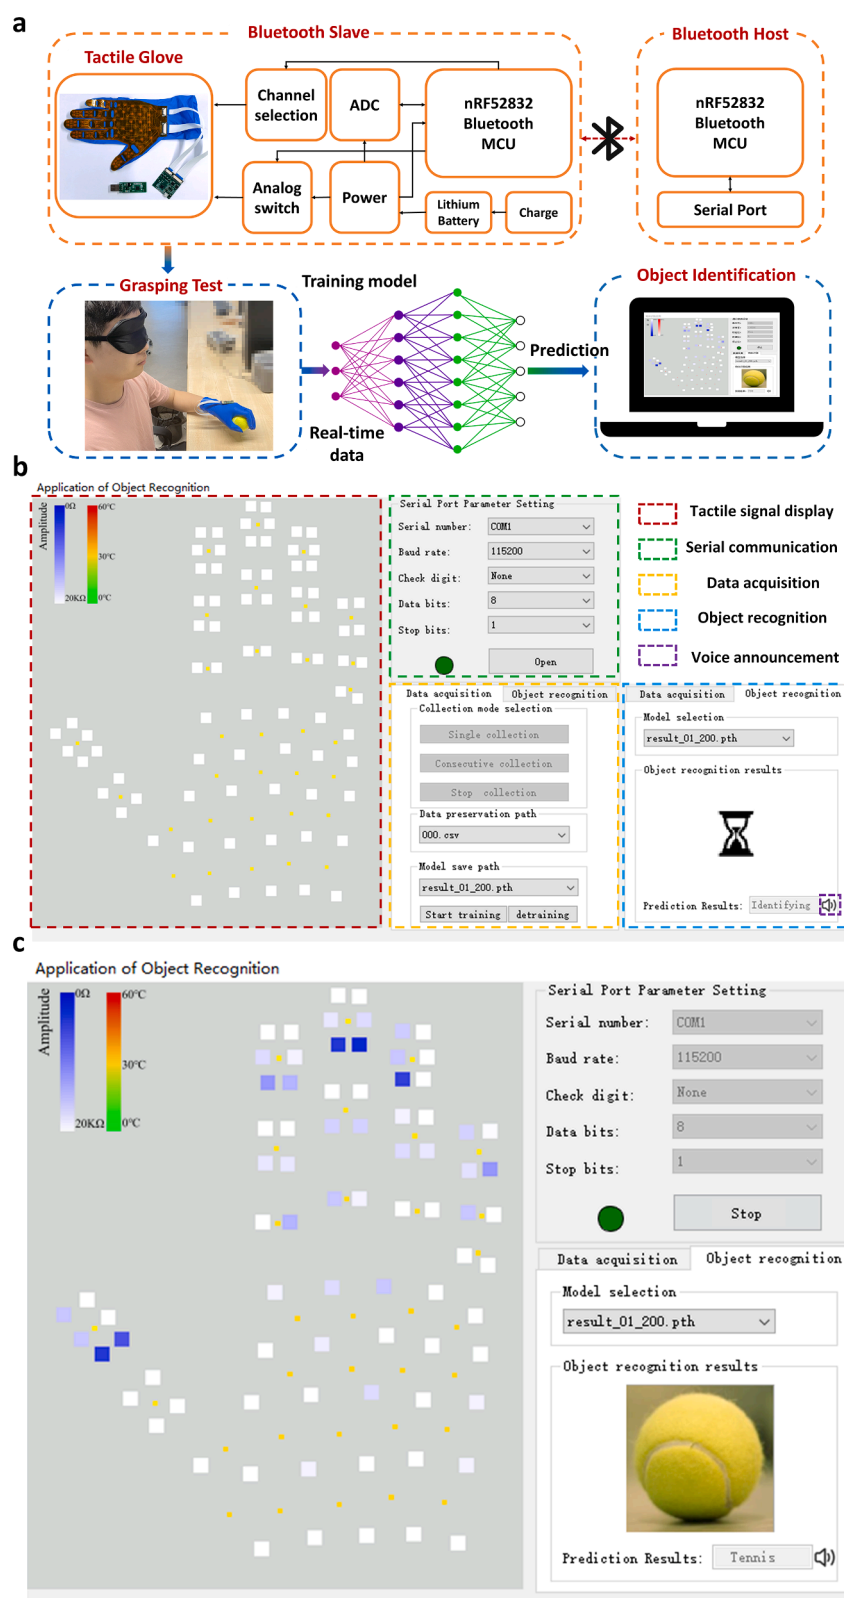 a
Bluetooth Slave
Bluetooth Host
Tactile Glove
Channel
selection
ADC
nRF52832
Bluetooth
MCU
nRF52832
Bluetooth
MCU
Analog
switch
Power
Lithium
Battery
Charge
Serial Port
Grasping Test
Training model
Object Identification
Prediction
Real-time
data
b
Application of Object Recognition
Amplitude
0Ω
20KΩ
60℃
30℃
0℃
Serial Port Parameter Setting
Serial number:
COM1
Baud rate:
115200
Check digit:
None
Data bits:
8
Stop bits:
1
Open
Tactile signal display
Serial communication
Data acquisition
Object recognition
Voice announcement
Data acquisition
Object recognition
Collection mode selection
Single collection
Consecutive collection
Stop collection
Data preservation path
000.csv
Model save path
result_01_200.pth
Start training
detraining
Data acquisition
Object recognition
Model selection
result_01_200.pth
Object recognition results
Prediction Results:
Identifying
c
Application of Object Recognition
Amplitude
0Ω
20KΩ
60℃
30℃
0℃
Serial Port Parameter Setting
Serial number:
COM1
Baud rate:
115200
Check digit:
None
Data bits:
8
Stop bits:
1
Stop
Data acquisition
Object recognition
Model selection
result_01_200.pth
Object recognition results
Prediction Results:
Tennis